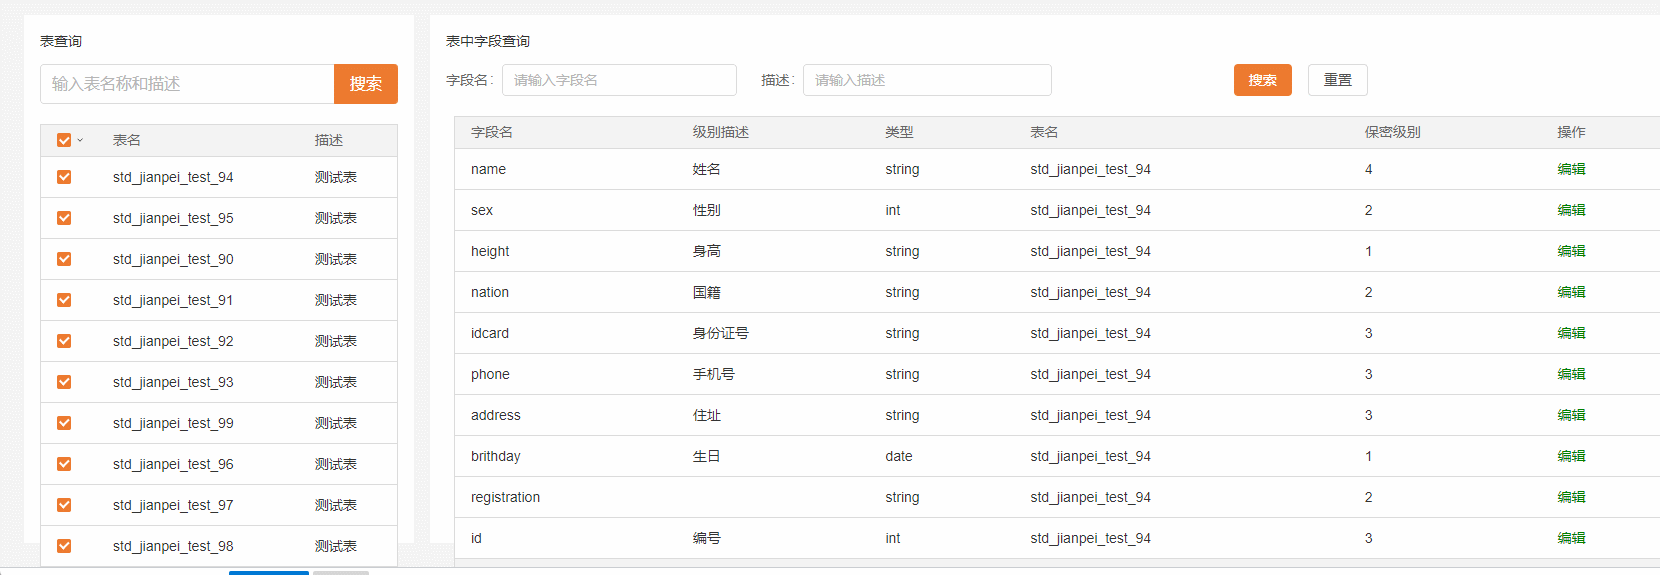 表查询
输入表名称和描述 搜索
表名 描述
std_jianpei_test_94 测试表
std_jianpei_test_95 测试表
std_jianpei_test_90 测试表
std_jianpei_test_91 测试表
std_jianpei_test_92 测试表
std_jianpei_test_93 测试表
std_jianpei_test_99 测试表
std_jianpei_test_96 测试表
std_jianpei_test_97 测试表
std_jianpei_test_98 测试表
表中字段查询
字段名: 请输入字段名 描述: 请输入描述 搜索 重置
字段名 级别描述 类型 表名 保密级别 操作
name 姓名 string std_jianpei_test_94 4 编辑
sex 性别 int std_jianpei_test_94 2 编辑
height 身高 string std_jianpei_test_94 1 编辑
nation 国籍 string std_jianpei_test_94 2 编辑
idcard 身份证号 string std_jianpei_test_94 3 编辑
phone 手机号 string std_jianpei_test_94 3 编辑
address 住址 string std_jianpei_test_94 3 编辑
brithday 生日 date std_jianpei_test_94 1 编辑
registration string std_jianpei_test_94 2 编辑
id 编号 int std_jianpei_test_94 3 编辑